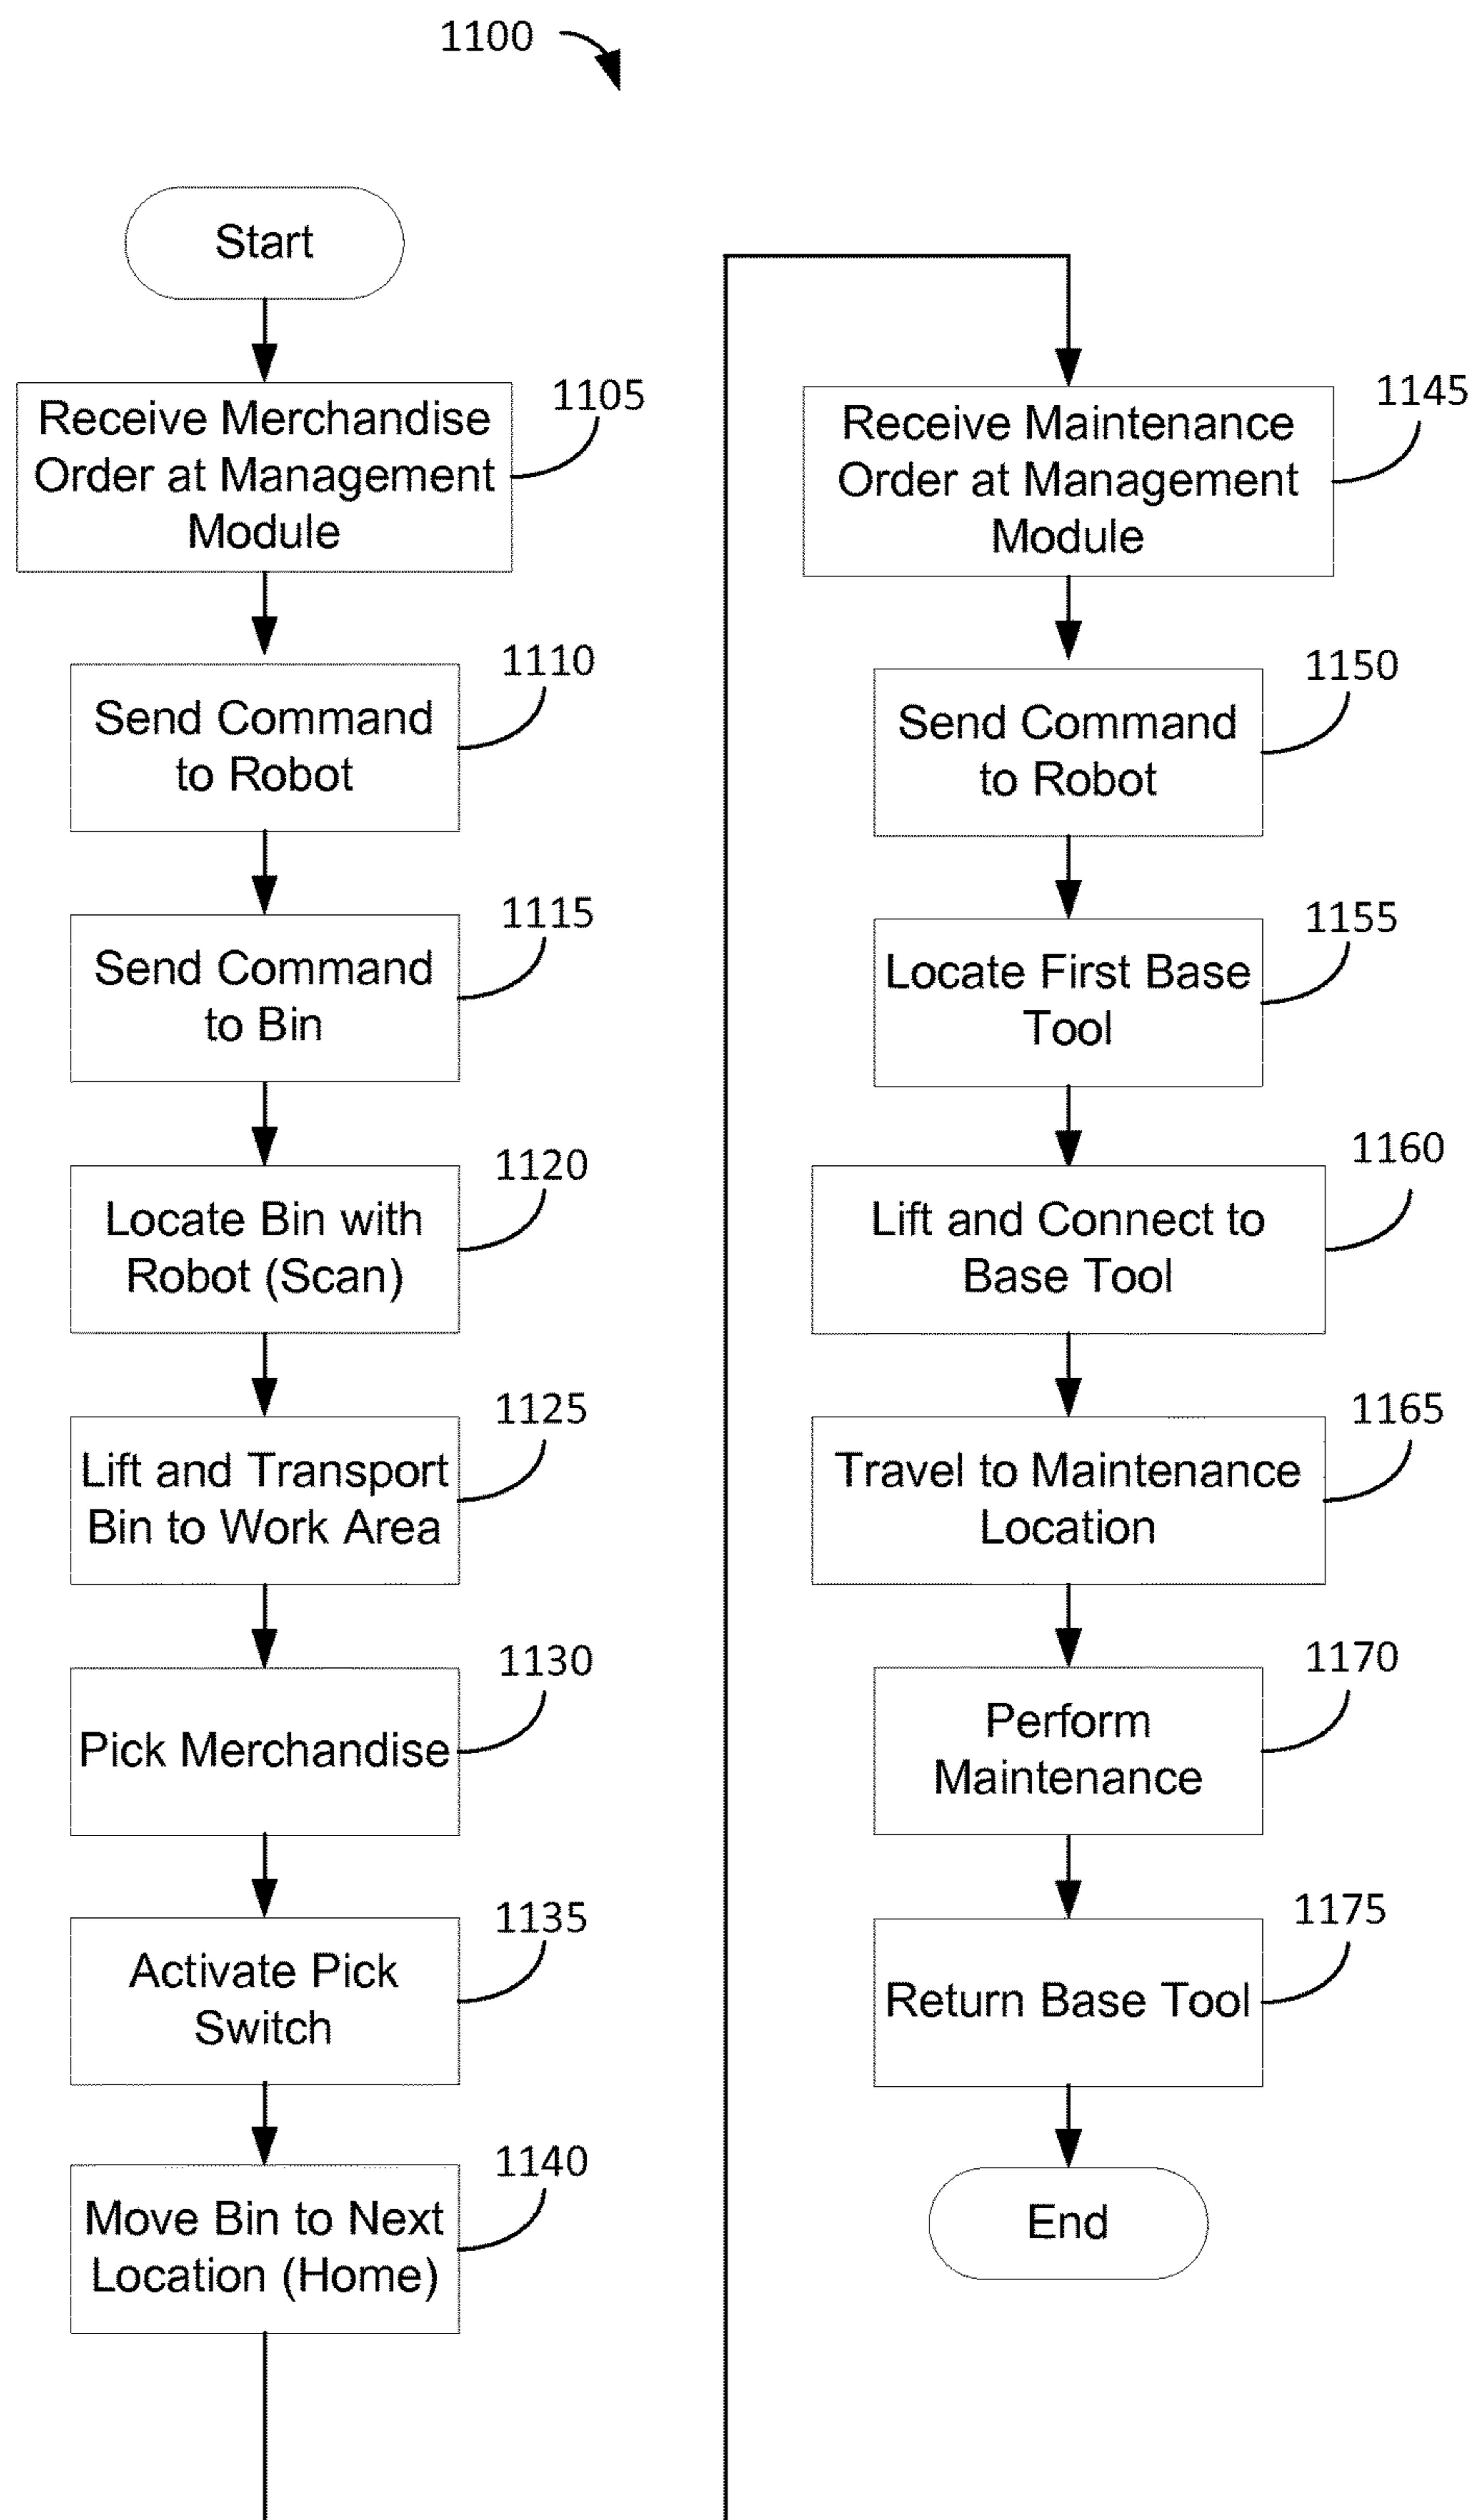 1100
Start
Receive Merchandise
Order at Management
Module
1105
Send Command
to Robot
1110
Send Command
to Bin
1115
Locate Bin with
Robot (Scan)
1120
Lift and Transport
Bin to Work Area
1125
Pick Merchandise
1130
Activate Pick
Switch
1135
Move Bin to Next
Location (Home)
1140
Receive Maintenance
Order at Management
Module
1145
Send Command
to Robot
1150
Locate First Base
Tool
1155
Lift and Connect to
Base Tool
1160
Travel to Maintenance
Location
1165
Perform
Maintenance
1170
Return Base Tool
1175
End